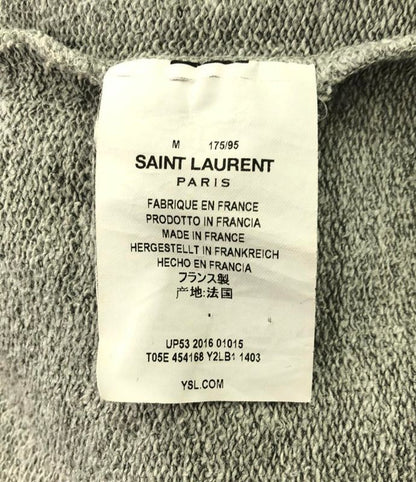 M 175/95
SAINT LAURENT
PARIS
FABRIQUE EN FRANCE
PRODOTTO IN FRANCIA
MADE IN FRANCE
HERGESTELLT IN FRANKREICH
HECHO EN FRANCIA
フランス製
产地:法国
UP53 2016 01015
T05E 454168 Y2LB1 1403
YSL.COM